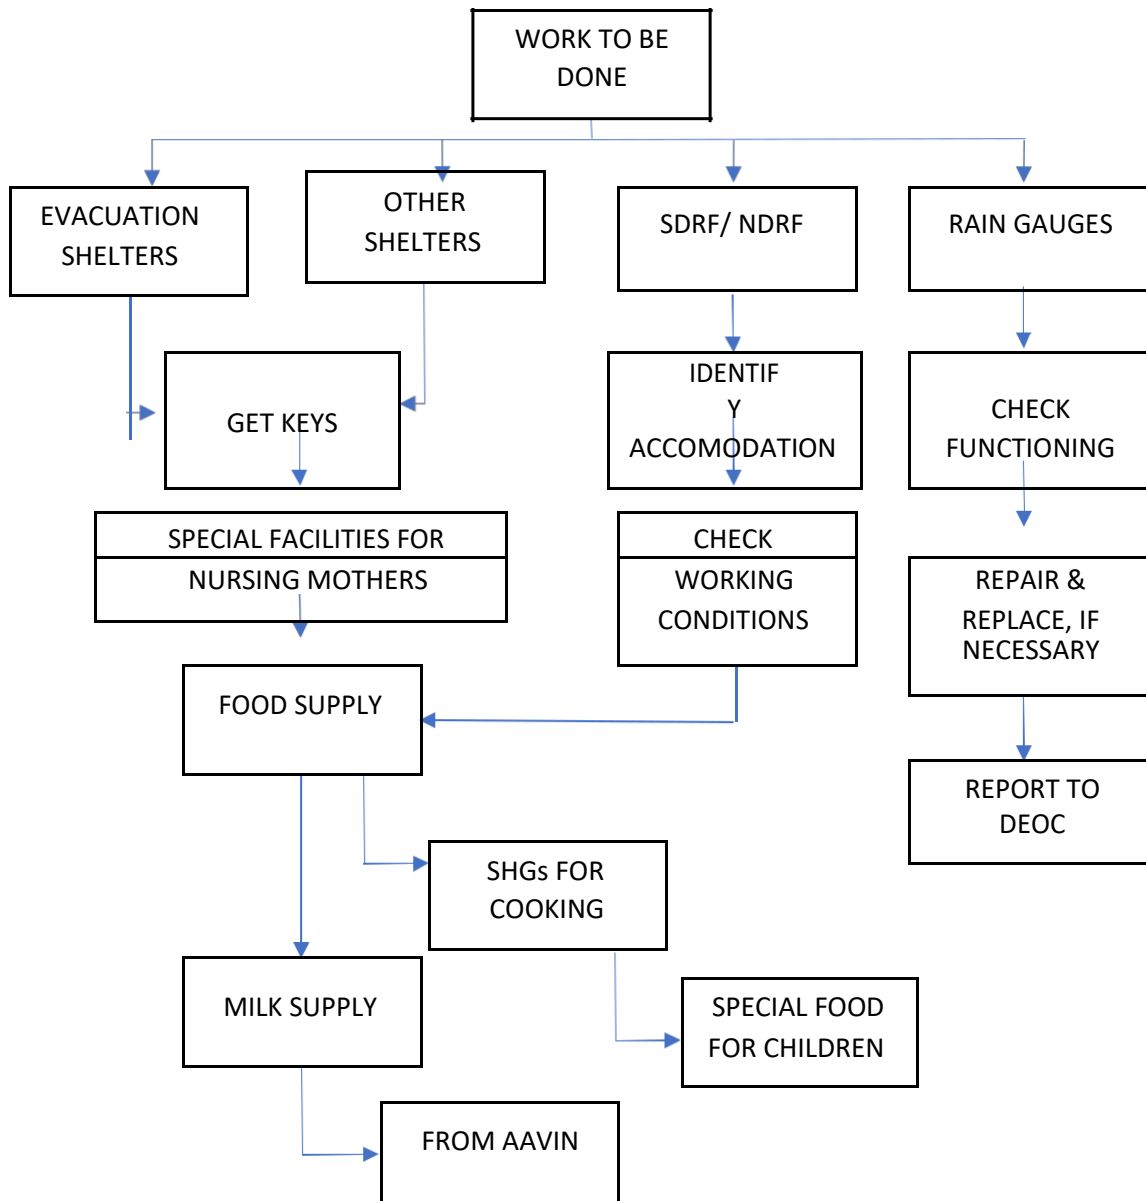 WORK TO BE
DONE
EVACUATION
SHELTERS
OTHER
SHELTERS
SDRF/ NDRF
RAIN GAUGES
GET KEYS
IDENTIF
Y
ACCOMODATION
CHECK
FUNCTIONING
SPECIAL FACILITIES FOR
NURSING MOTHERS
CHECK
WORKING
CONDITIONS
REPAIR &
REPLACE, IF
NECESSARY
FOOD SUPPLY
REPORT TO
DEOC
SHGs FOR
COOKING
MILK SUPPLY
SPECIAL FOOD
FOR CHILDREN
FROM AAVIN